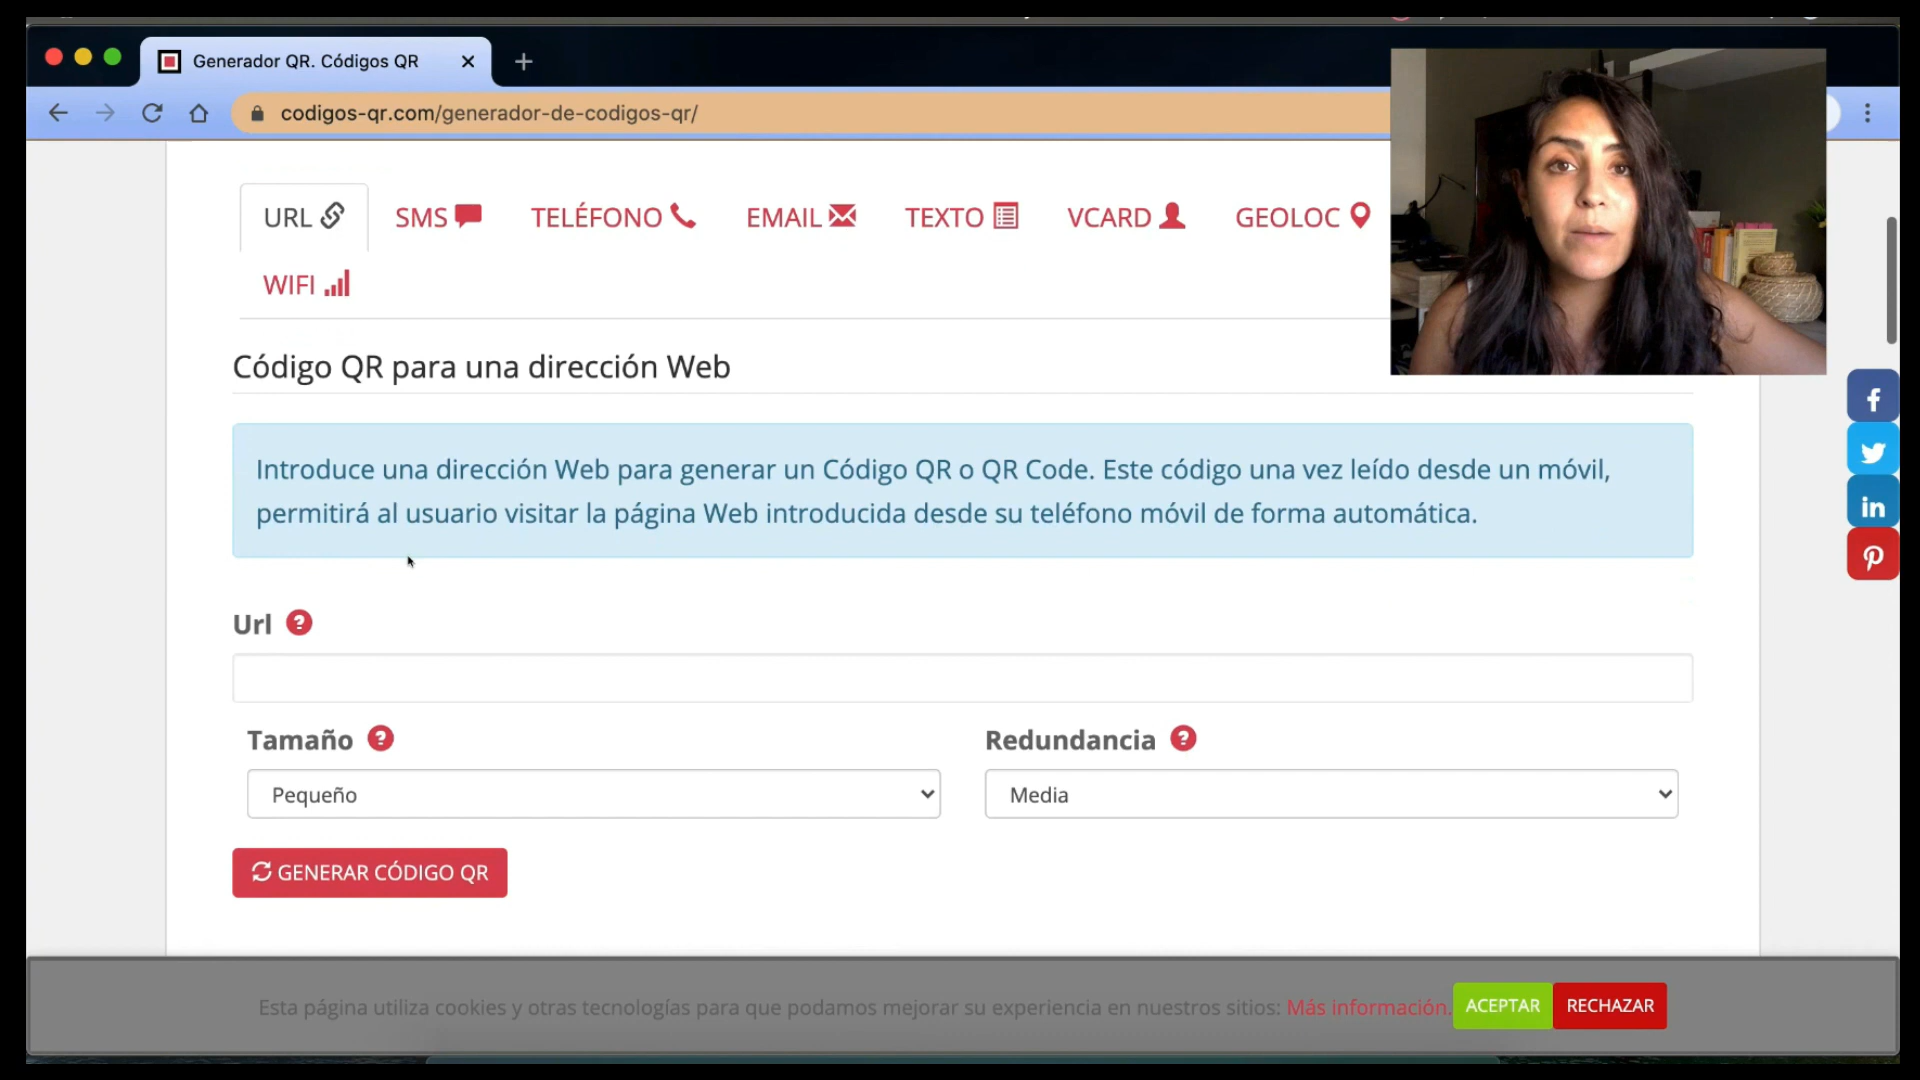 Generador QR. Códigos QR
codigos-qr.com/generador-de-codigos-qr/
URL SMS TELÉFONO EMAIL TEXTO VCARD GEOLOC
WIFI
Código QR para una dirección Web
Introduce una dirección Web para generar un Código QR o QR Code. Este código una vez leído desde un móvil,
permitirá al usuario visitar la página Web introducida desde su teléfono móvil de forma automática.
Url ?
Tamaño ? Redundancia ?
Pequeño Media
GENERAR CÓDIGO QR
Esta página utiliza cookies y otras tecnologías para que podamos mejorar su experiencia en nuestros sitios: Más información. ACEPTAR RECHAZAR